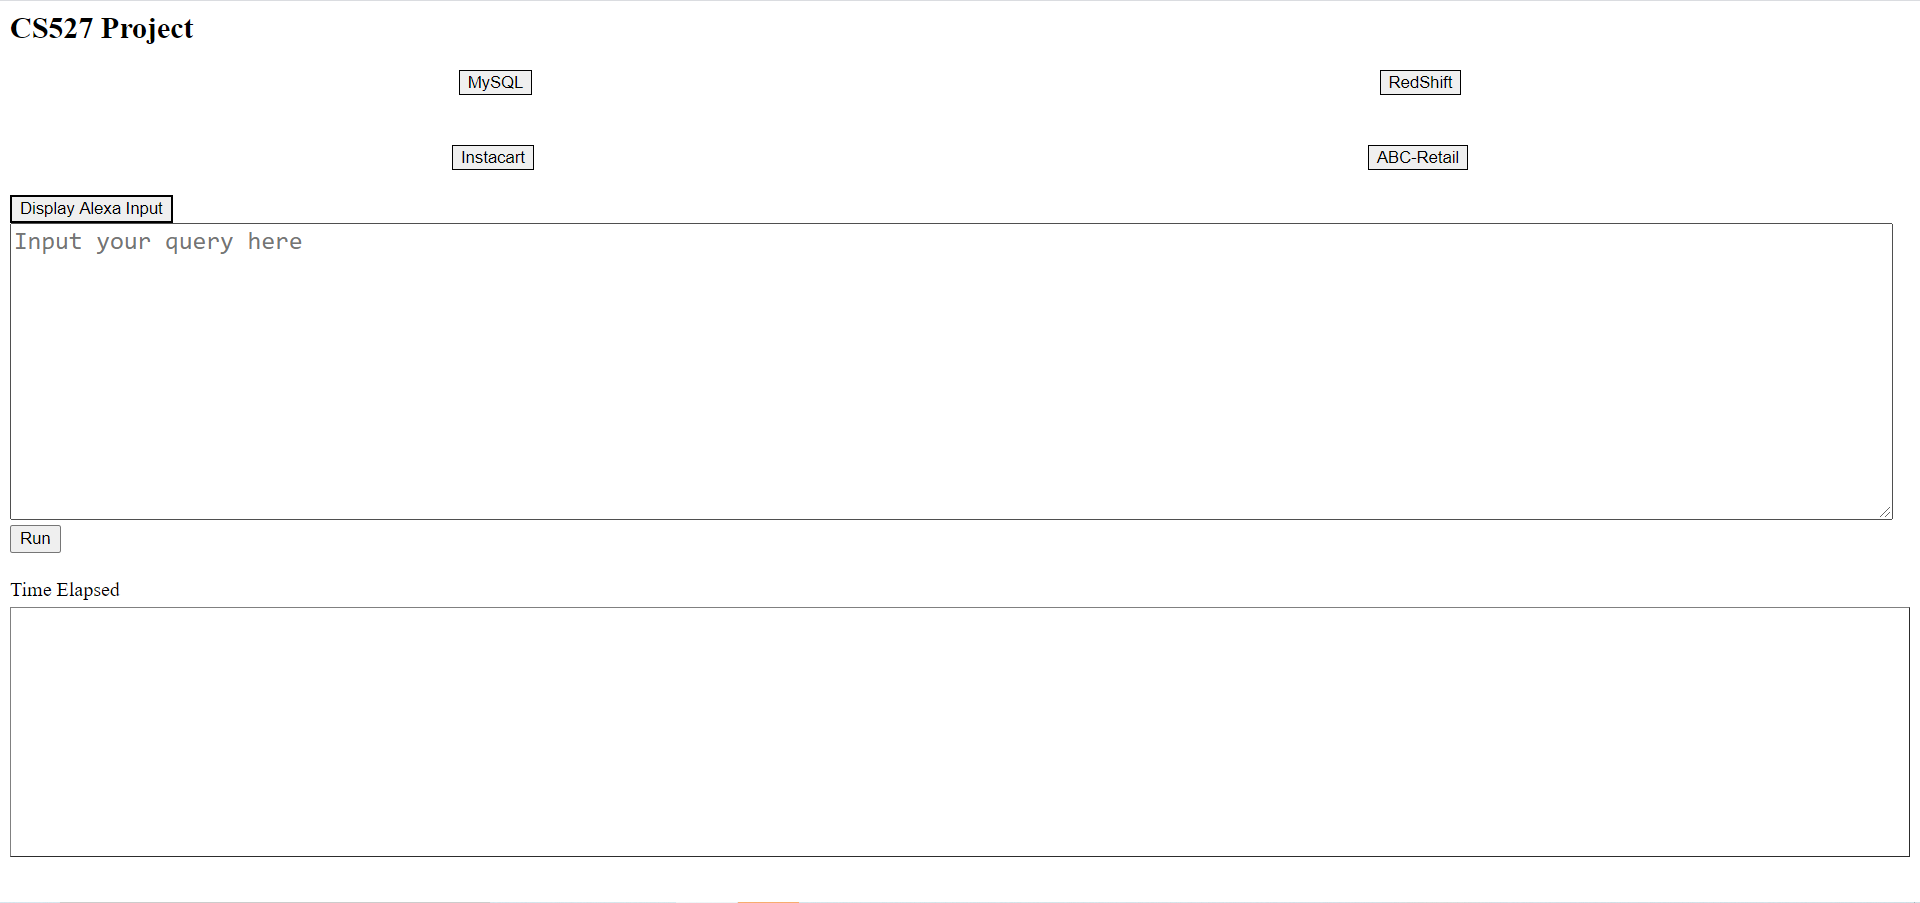 CS527 Project
MySQL RedShift
Instacart ABC-Retail
Display Alexa Input
Input your query here
Run
Time Elapsed